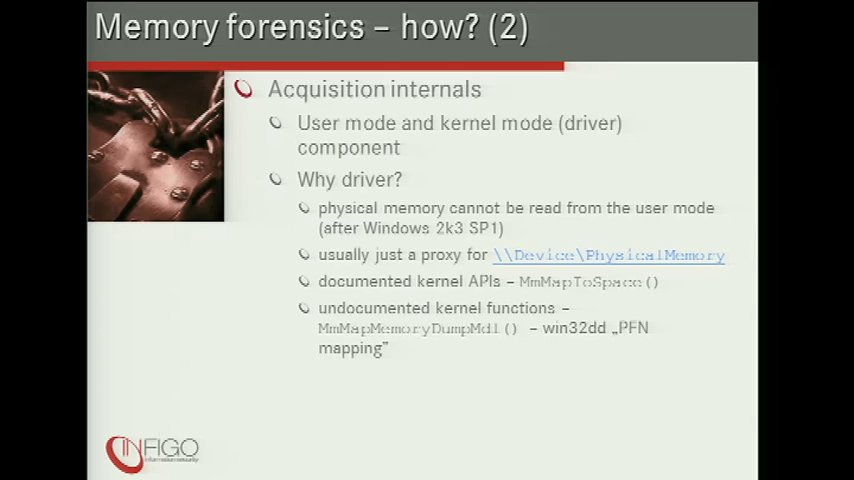 Memory forensics – how? (2)
Acquisition internals
User mode and kernel mode (driver)
component
Why driver?
physical memory cannot be read from the user mode
(after Windows 2k3 SP1)
usually just a proxy for \\Device\PhysicalMemory
documented kernel APIs – MmMapToSpace()
undocumented kernel functions –
MmMapMemoryDumpMdl() – win32dd „PFN
mapping”
INFIGO
information security